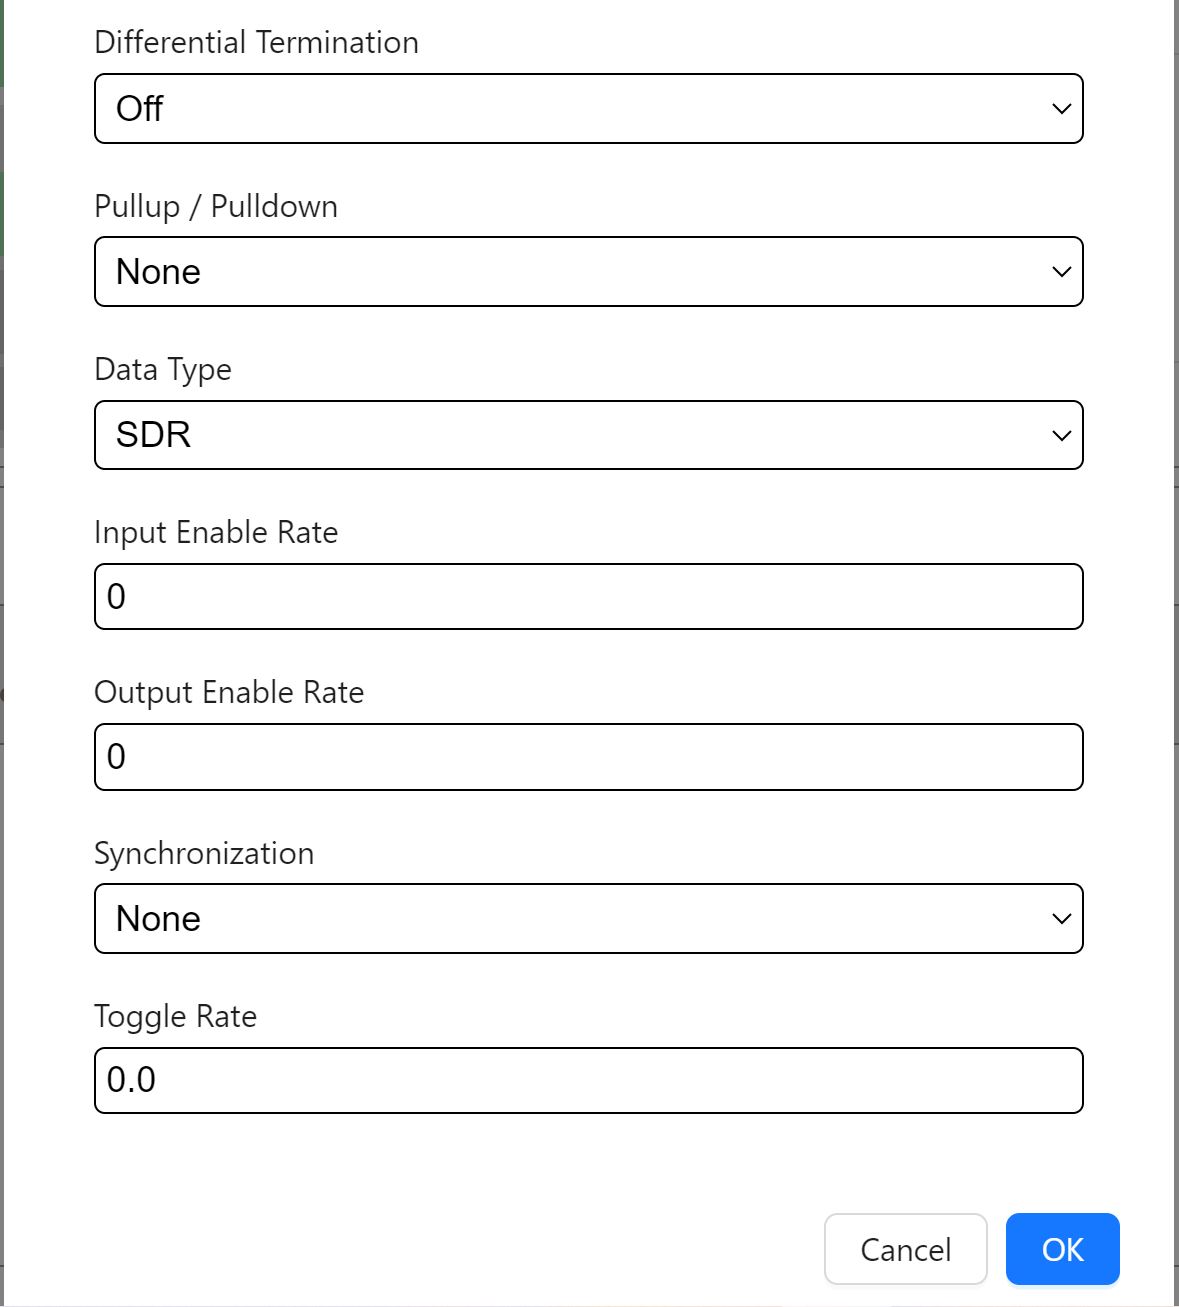 Differential Termination
Off
Pullup / Pulldown
None
Data Type
SDR
Input Enable Rate
0
Output Enable Rate
0
Synchronization
None
Toggle Rate
0.0
Cancel OK